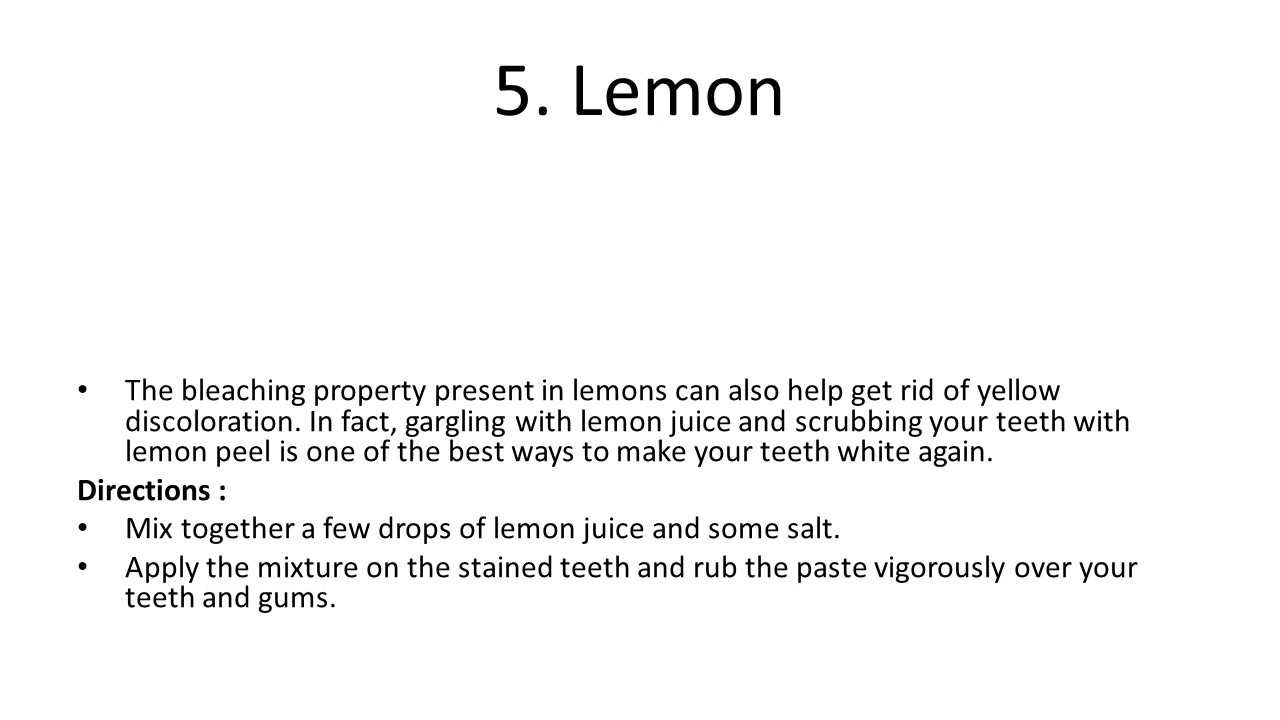 5. Lemon
• The bleaching property present in lemons can also help get rid of yellow
discoloration. In fact, gargling with lemon juice and scrubbing your teeth with
lemon peel is one of the best ways to make your teeth white again.
Directions :
• Mix together a few drops of lemon juice and some salt.
• Apply the mixture on the stained teeth and rub the paste vigorously over your
teeth and gums.